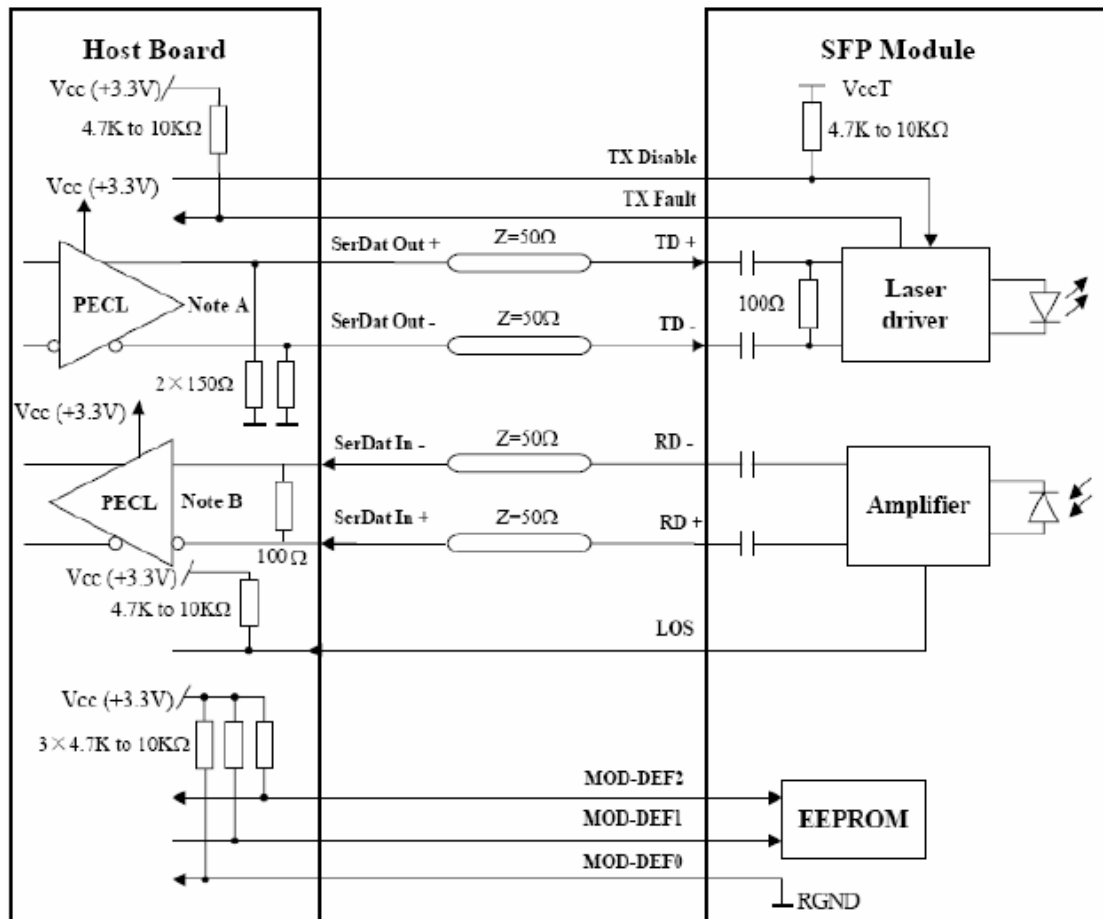 Host Board
SFP Module
Vcc (+3.3V)
VccT
4.7K to 10KΩ
4.7K to 10KΩ
TX Disable
Vcc (+3.3V)
TX Fault
SerDat Out +
Z=50Ω
TD +
PECL
Note A
100Ω
Laser
driver
SerDat Out -
Z=50Ω
TD -
2×150Ω
Vcc (+3.3V)
SerDat In -
Z=50Ω
RD -
PECL
Note B
Amplifier
SerDat In +
Z=50Ω
RD +
100Ω
Vcc (+3.3V)
4.7K to 10KΩ
LOS
Vcc (+3.3V)
3×4.7K to 10KΩ
MOD-DEF2
EEPROM
MOD-DEF1
MOD-DEF0
RGND